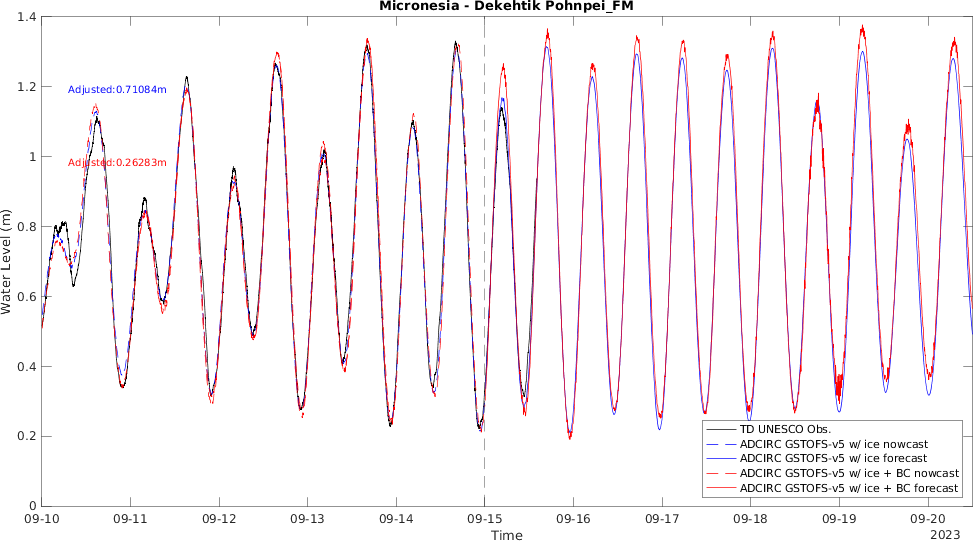 Micronesia - Dekehtik Pohnpei_FM
1.4
1.2
1
0.8
0.6
0.4
0.2
0
Water Level (m)
Adjusted:0.71084m
Adjusted:0.26283m
TD UNESCO Obs.
ADCIRC GSTOFS-v5 w/ ice nowcast
ADCIRC GSTOFS-v5 w/ ice forecast
ADCIRC GSTOFS-v5 w/ ice + BC nowcast
ADCIRC GSTOFS-v5 w/ ice + BC forecast
09-10 09-11 09-12 09-13 09-14 09-15 09-16 09-17 09-18 09-19 09-20
Time
2023